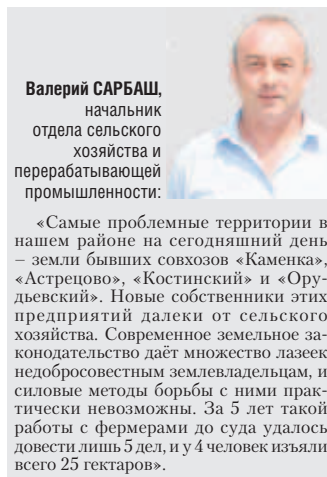 Валерий САРБАШ,
начальник
отдела сельского
хозяйства и
перерабатывающей
промышленности:
«Самые проблемные территории в
нашем районе на сегодняшний день
– земли бывших совхозов «Каменка»,
«Астрецово», «Костинский» и «Ору-
дьевский». Новые собственники этих
предприятий далеки от сельского
хозяйства. Современное земельное за-
конодательство даёт множество лазеек
недобросовестным землевладельцам, и
силовые методы борьбы с ними прак-
тически невозможны. За 5 лет такой
работы с фермерами до суда удалось
довести лишь 5 дел, и у 4 человек изъяли
всего 25 гектаров».